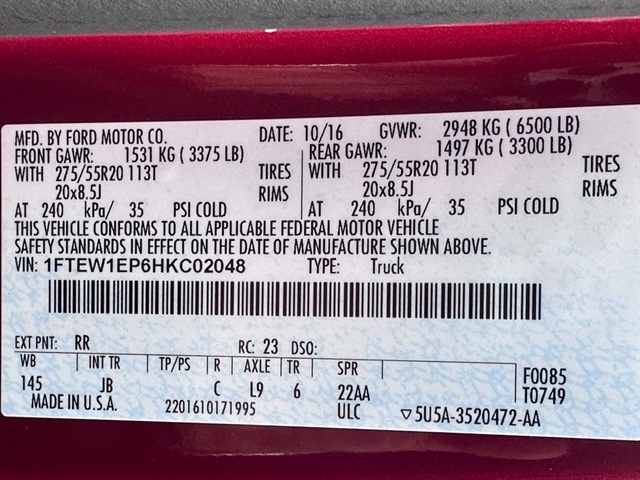 MFD. BY FORD MOTOR CO. DATE: 10/16 GVWR: 2948 KG ( 6500 LB)
FRONT GAWR: 1531 KG ( 3375 LB) REAR GAWR: 1497 KG ( 3300 LB)
WITH 275/55R20 113T TIRES WITH 275/55R20 113T TIRES
20x8.5J RIMS 20x8.5J RIMS
AT 240 kPa/ 35 PSI COLD AT 240 kPa/ 35 PSI COLD
THIS VEHICLE CONFORMS TO ALL APPLICABLE FEDERAL MOTOR VEHICLE
SAFETY STANDARDS IN EFFECT ON THE DATE OF MANUFACTURE SHOWN ABOVE.
VIN: 1FTEW1EP6HKC02048 TYPE: Truck
EXT PNT: RR RC: 23 DSO:
WB INT TR TP/PS R AXLE TR SPR F0085
145 JB C L9 6 22AA T0749
MADE IN U.S.A. 2201610171995 ULC ▽5U5A-3520472-AA